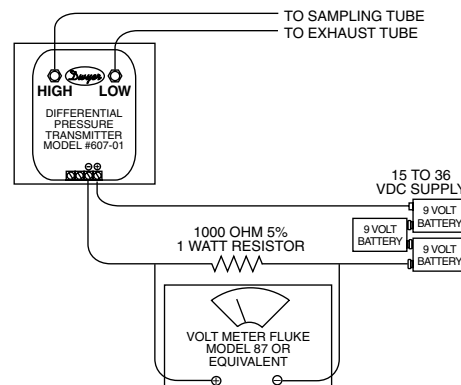 TO SAMPLING TUBE
TO EXHAUST TUBE
Dwyer
HIGH LOW
DIFFERENTIAL
PRESSURE
TRANSMITTER
MODEL #607-01
⊖ ⊕
15 TO 36
VDC SUPPLY
9 VOLT
BATTERY
9 VOLT
BATTERY
9 VOLT
BATTERY
1000 OHM 5%
1 WATT RESISTOR
VOLT METER FLUKE
MODEL 87 OR
EQUIVALENT
⊕ ⊖